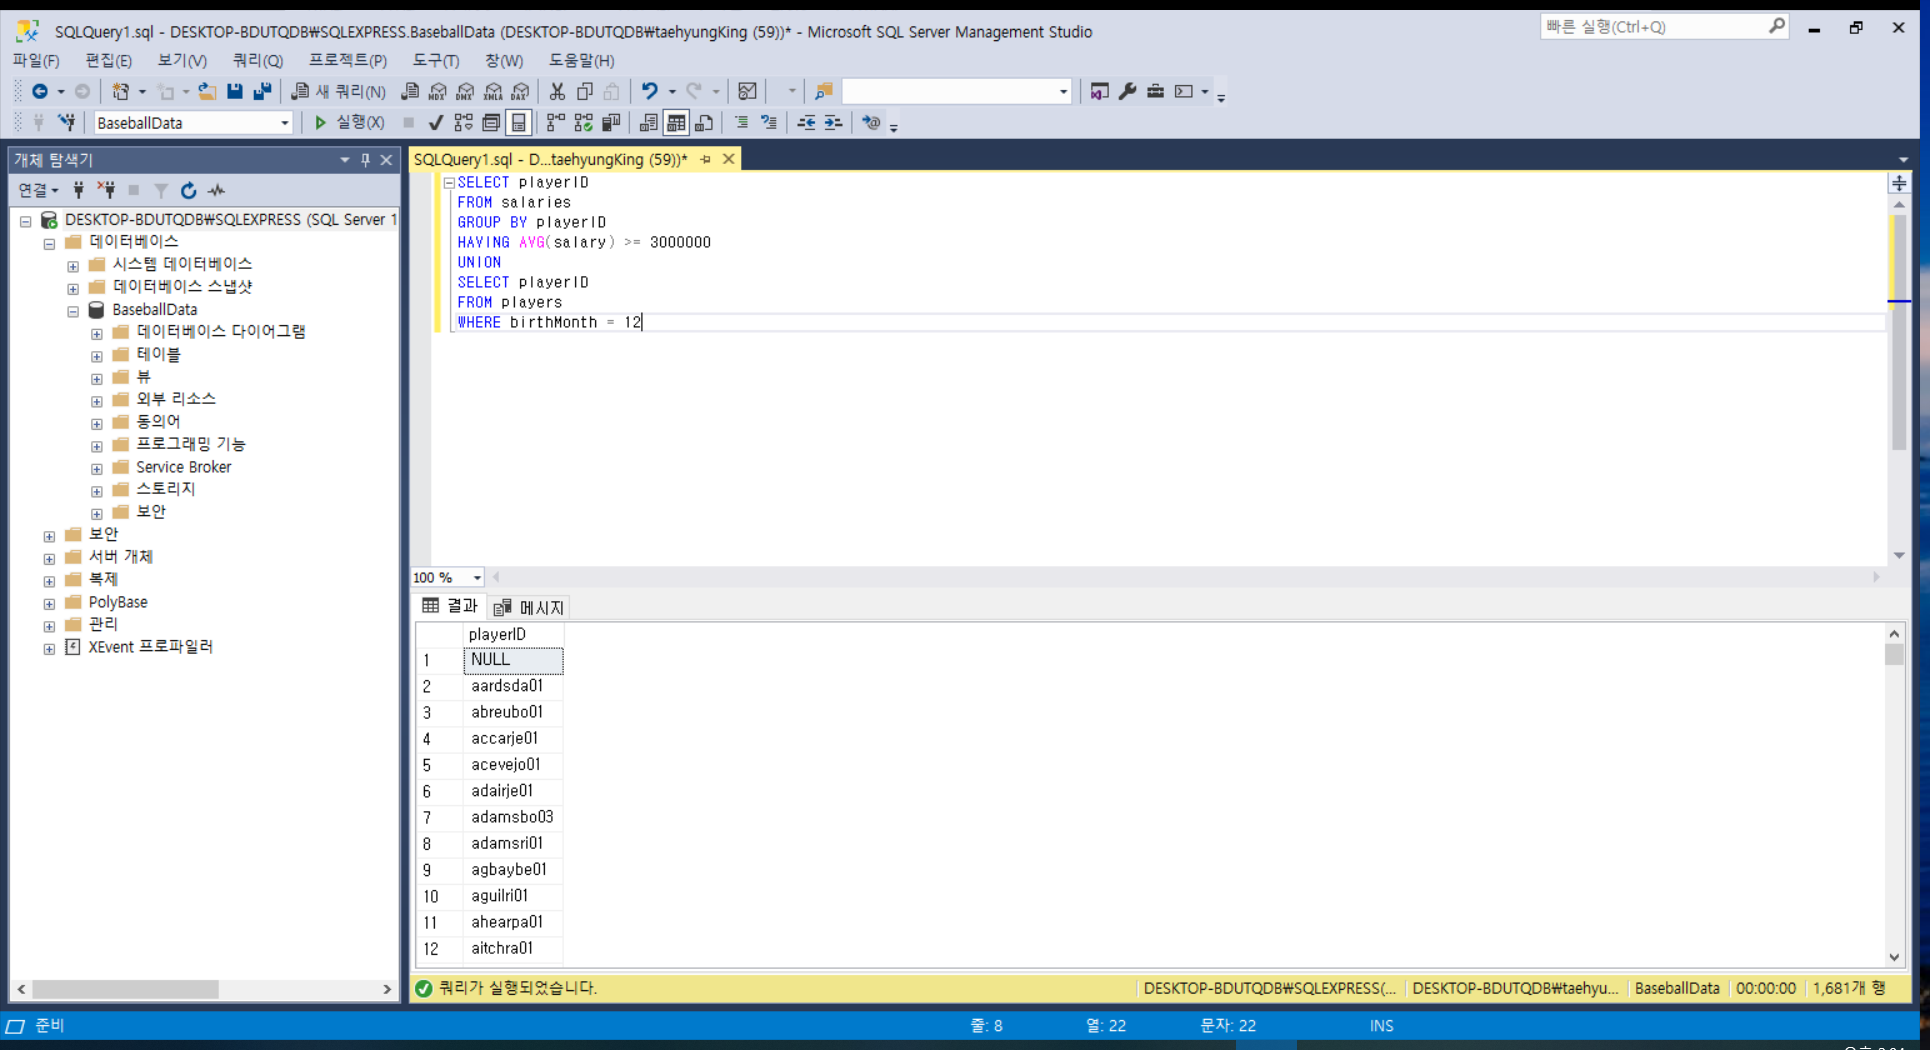 SQLQuery1.sql - DESKTOP-BDUTQDB₩SQLEXPRESS.BaseballData (DESKTOP-BDUTQDB₩taehyungKing (59))* - Microsoft SQL Server Management Studio
빠른 실행(Ctrl+Q)
파일(F) 편집(E) 보기(V) 쿼리(Q) 프로젝트(P) 도구(T) 창(W) 도움말(H)
새 쿼리(N) MDX DMX XMLA DAX
BaseballData 실행(X)
개체 탐색기
연결
DESKTOP-BDUTQDB₩SQLEXPRESS (SQL Server 1
데이터베이스
시스템 데이터베이스
데이터베이스 스냅샷
BaseballData
데이터베이스 다이어그램
테이블
뷰
외부 리소스
동의어
프로그래밍 기능
Service Broker
스토리지
보안
보안
서버 개체
복제
PolyBase
관리
XEvent 프로파일러
SQLQuery1.sql - D...taehyungKing (59))*
SELECT playerID
FROM salaries
GROUP BY playerID
HAVING AVG(salary) >= 3000000
UNION
SELECT playerID
FROM players
WHERE birthMonth = 12
100 %
결과 메시지
playerID
1 NULL
2 aardsda01
3 abreubo01
4 accarje01
5 acevejo01
6 adairje01
7 adamsbo03
8 adamsri01
9 agbaybe01
10 aguilri01
11 ahearpa01
12 aitchra01
쿼리가 실행되었습니다. DESKTOP-BDUTQDB₩SQLEXPRESS(... DESKTOP-BDUTQDB₩taehyu... BaseballData 00:00:00 1,681개 행
준비 줄: 8 열: 22 문자: 22 INS